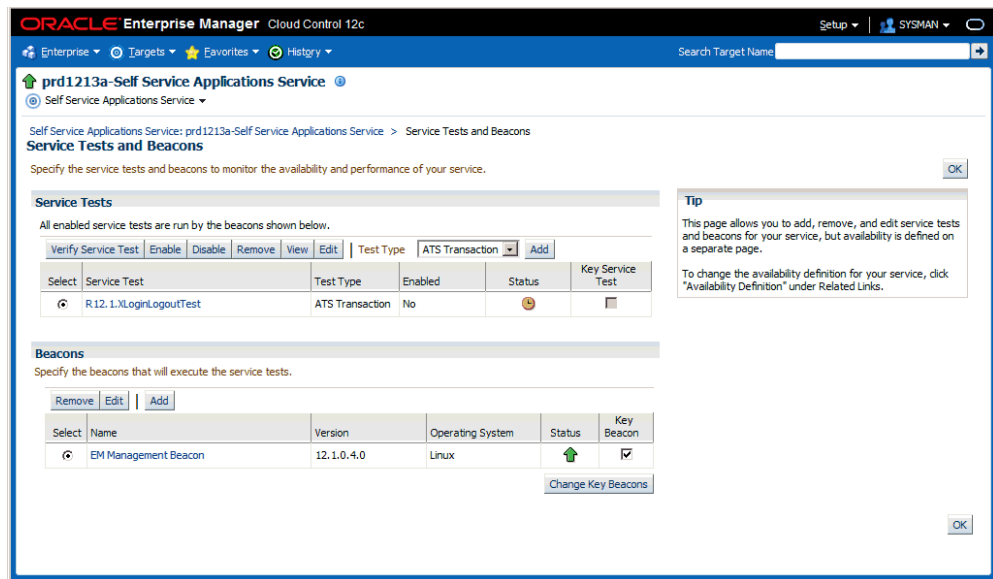 ORACLE Enterprise Manager Cloud Control 12c
Setup SYSMAN
Enterprise Targets Favorites History Search Target Name
prd1213a-Self Service Applications Service
Self Service Applications Service
Self Service Applications Service: prd1213a-Self Service Applications Service > Service Tests and Beacons
Service Tests and Beacons
Specify the service tests and beacons to monitor the availability and performance of your service.
OK
Service Tests
All enabled service tests are run by the beacons shown below.
Verify Service Test Enable Disable Remove View Edit Test Type ATS Transaction Add
Select Service Test Test Type Enabled Status Key Service Test
R12.1.XLoginLogoutTest ATS Transaction No
Tip
This page allows you to add, remove, and edit service tests
and beacons for your service, but availability is defined on
a separate page.
To change the availability definition for your service, click
"Availability Definition" under Related Links.
Beacons
Specify the beacons that will execute the service tests.
Remove Edit Add
Select Name Version Operating System Status Key Beacon
EM Management Beacon 12.1.0.4.0 Linux
Change Key Beacons
OK